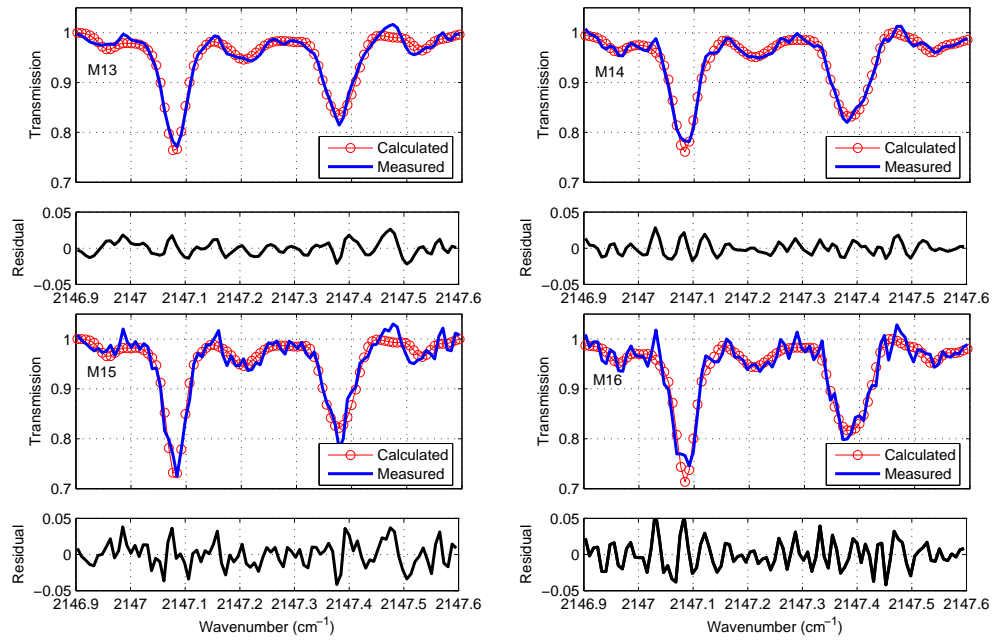 1
0.9
0.8
0.7
Transmission
M13
Calculated
Measured
0.05
0
−0.05
Residual
2146.9 2147 2147.1 2147.2 2147.3 2147.4 2147.5 2147.6
1
0.9
0.8
0.7
Transmission
M14
Calculated
Measured
0.05
0
−0.05
Residual
2146.9 2147 2147.1 2147.2 2147.3 2147.4 2147.5 2147.6
1
0.9
0.8
0.7
Transmission
M15
Calculated
Measured
0.05
0
−0.05
Residual
2146.9 2147 2147.1 2147.2 2147.3 2147.4 2147.5 2147.6
Wavenumber (cm⁻¹)
1
0.9
0.8
0.7
Transmission
M16
Calculated
Measured
0.05
0
−0.05
Residual
2146.9 2147 2147.1 2147.2 2147.3 2147.4 2147.5 2147.6
Wavenumber (cm⁻¹)